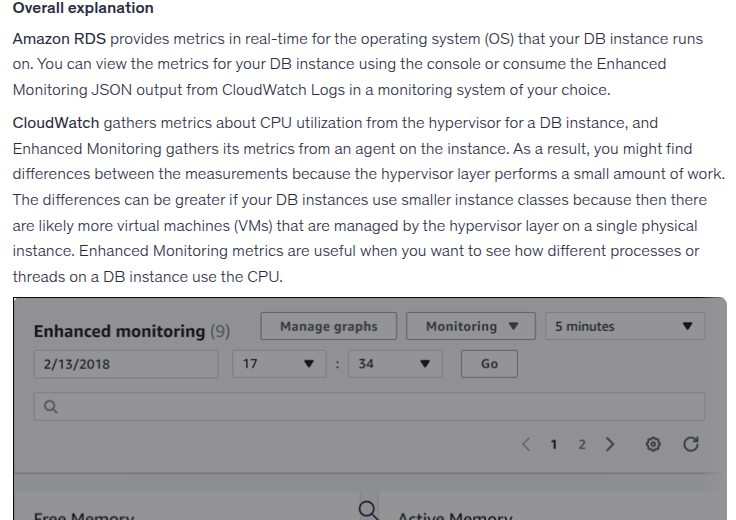 Overall explanation
Amazon RDS provides metrics in real-time for the operating system (OS) that your DB instance runs
on. You can view the metrics for your DB instance using the console or consume the Enhanced
Monitoring JSON output from CloudWatch Logs in a monitoring system of your choice.
CloudWatch gathers metrics about CPU utilization from the hypervisor for a DB instance, and
Enhanced Monitoring gathers its metrics from an agent on the instance. As a result, you might find
differences between the measurements because the hypervisor layer performs a small amount of work.
The differences can be greater if your DB instances use smaller instance classes because then there
are likely more virtual machines (VMs) that are managed by the hypervisor layer on a single physical
instance. Enhanced Monitoring metrics are useful when you want to see how different processes or
threads on a DB instance use the CPU.
Enhanced monitoring (9) Manage graphs Monitoring 5 minutes
2/13/2018 17 : 34 Go
1 2
Free Memory Active Memory